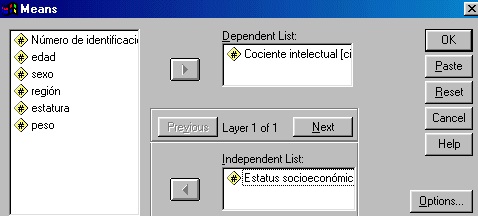 Means
Número de identificaci
edad
sexo
región
estatura
peso
Dependent List:
Cociente intelectual [ci
Previous
Layer 1 of 1
Next
Independent List:
Estatus socioeconómic
OK
Paste
Reset
Cancel
Help
Options...